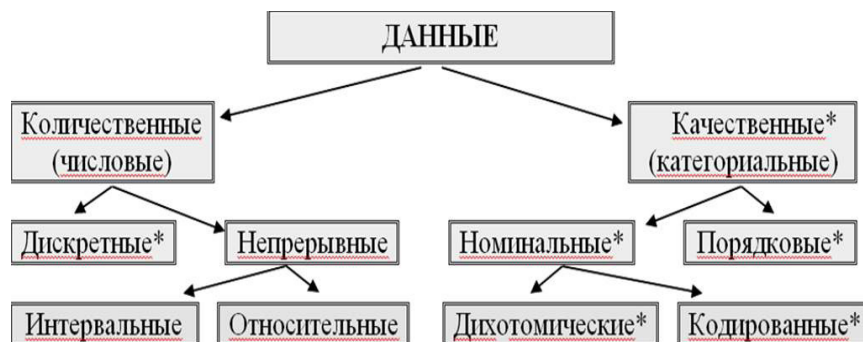 ДАННЫЕ
Количественные
(числовые)
Качественные*
(категориальные)
Дискретные*
Непрерывные
Номинальные*
Порядковые*
Интервальные
Относительные
Дихотомические*
Кодированные*